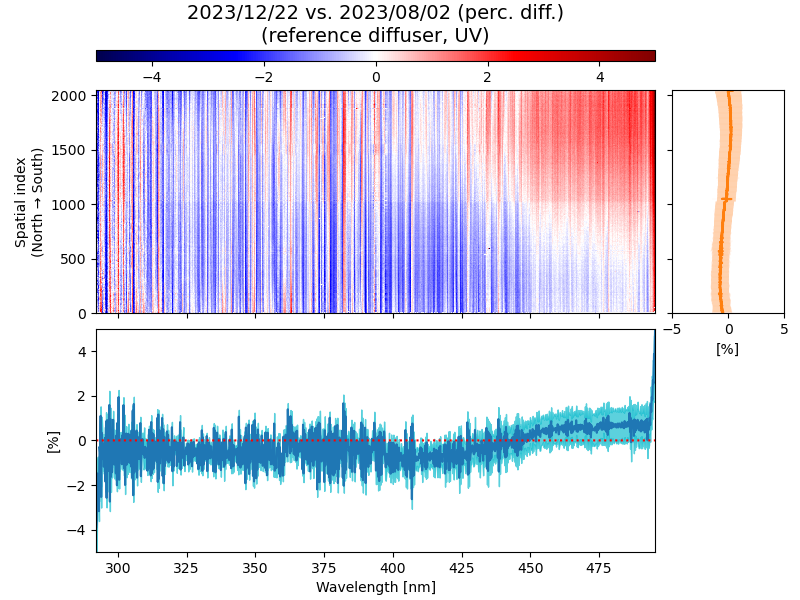 2023/12/22 vs. 2023/08/02 (perc. diff.)
(reference diffuser, UV)
−4 −2 0 2 4
Spatial index
(North → South)
2000
1500
1000
500
0
−5 0 5
[%]
[%]
4
2
0
−2
−4
300 325 350 375 400 425 450 475
Wavelength [nm]